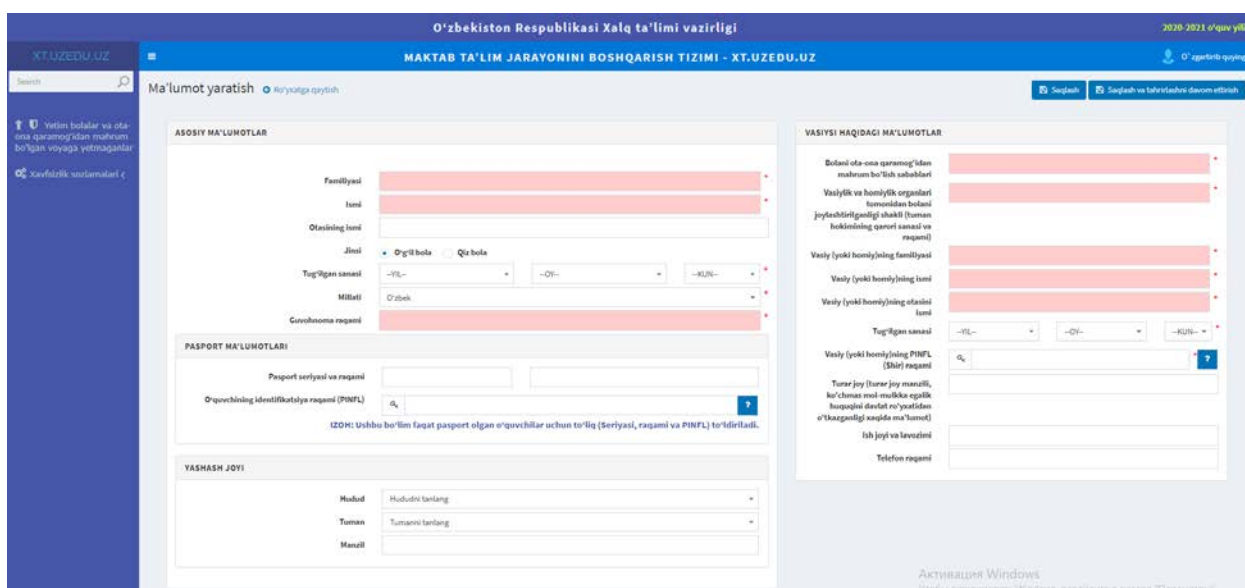 O'zbekiston Respublikasi Xalq ta'limi vazirligi
2020-2021 o'quv yili
XT.UZEDU.UZ
MAKTAB TA'LIM JARAYONINI BOSHQARISH TIZIMI - XT.UZEDU.UZ
O'zgartirib quying
Search
Ma'lumot yaratish
Ro'yxatga qaytish
Saqlash
Saqlash va tahrirlashni davom ettirish
Yetim bolalar va ota-
ona qaramog'idan mahrum
bo'lgan voyaga yetmaganlar
Xavfsizlik sozlamalari
ASOSIY MA'LUMOTLAR
Familiyasi
*
Ismi
*
Otasining ismi
Jinsi
O'g'il bola
Qiz bola
Tug'ilgan sanasi
--YIL--
--OY--
--KUN--
*
Millati
O'zbek
*
Guvohnoma raqami
*
PASPORT MA'LUMOTLARI
Pasport seriyasi va raqami
O'quvchining identifikatsiya raqami (PINFL)
?
IZOH: Ushbu bo'lim faqat pasport olgan o'quvchilar uchun to'liq (Seriyasi, raqami va PINFL) to'ldiriladi.
YASHASH JOYI
Hudud
Hududni tanlang
Tuman
Tumanni tanlang
Manzil
VASIYSI HAQIDAGI MA'LUMOTLAR
Bolani ota-ona qaramog'idan
mahrum bo'lish sabablari
*
Vasiylik va homiylik organlari
tomonidan bolani
joylashtirilganligi shakli (tuman
hokimining qarori sanasi va
raqami)
*
Vasiy (yoki homiy)ning familiyasi
*
Vasiy (yoki homiy)ning ismi
*
Vasiy (yoki homiy)ning otasini
ismi
*
Tug'ilgan sanasi
--YIL--
--OY--
--KUN--
*
Vasiy (yoki homiy)ning PINFL
(Shir) raqami
*
?
Turar joy (turar joy manzili,
ko'chmas mol-mulkka egalik
huquqini davlat ro'yxatidan
o'tkazganligi xaqida ma'lumot)
Ish joyi va lavozimi
Telefon raqami
Активация Windows